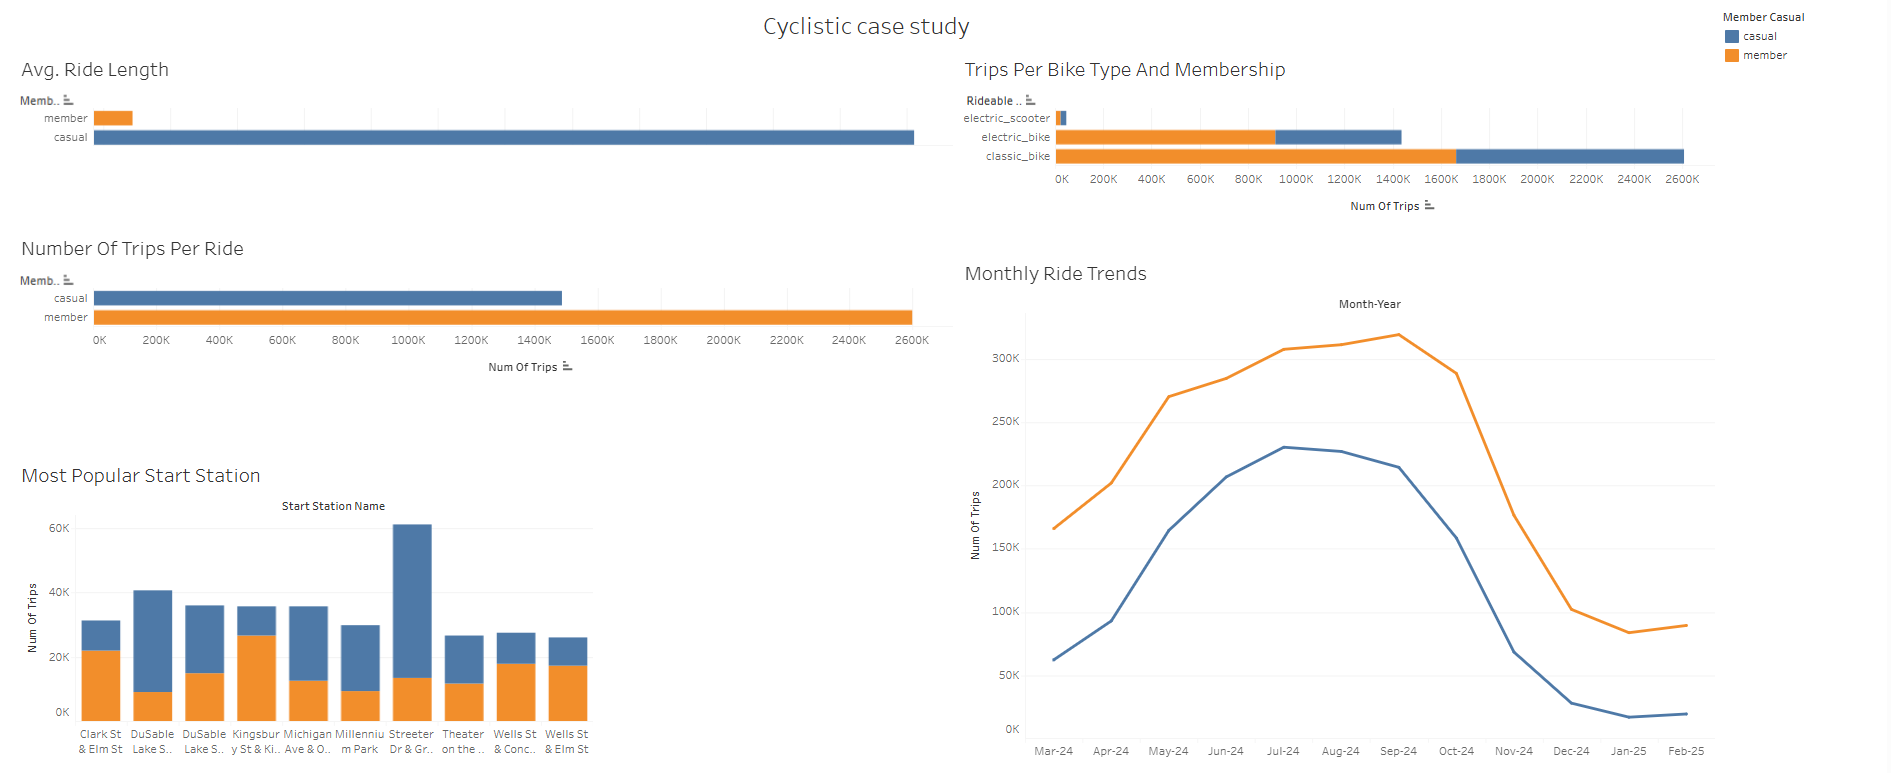 Cyclistic case study
Member Casual
casual
member
Avg. Ride Length
Memb..
member
casual
Trips Per Bike Type And Membership
Rideable ..
electric_scooter
electric_bike
classic_bike
0K 200K 400K 600K 800K 1000K 1200K 1400K 1600K 1800K 2000K 2200K 2400K 2600K
Num Of Trips
Number Of Trips Per Ride
Memb..
casual
member
0K 200K 400K 600K 800K 1000K 1200K 1400K 1600K 1800K 2000K 2200K 2400K 2600K
Num Of Trips
Monthly Ride Trends
Month-Year
300K
250K
200K
150K
100K
50K
0K
Num Of Trips
Mar-24 Apr-24 May-24 Jun-24 Jul-24 Aug-24 Sep-24 Oct-24 Nov-24 Dec-24 Jan-25 Feb-25
Most Popular Start Station
Start Station Name
60K
40K
20K
0K
Num Of Trips
Clark St DuSable DuSable Kingsbur Michigan Millenniu Streeter Theater Wells St Wells St
& Elm St Lake S.. Lake S.. y St & Ki.. Ave & O.. m Park Dr & Gr.. on the .. & Conc.. & Elm St